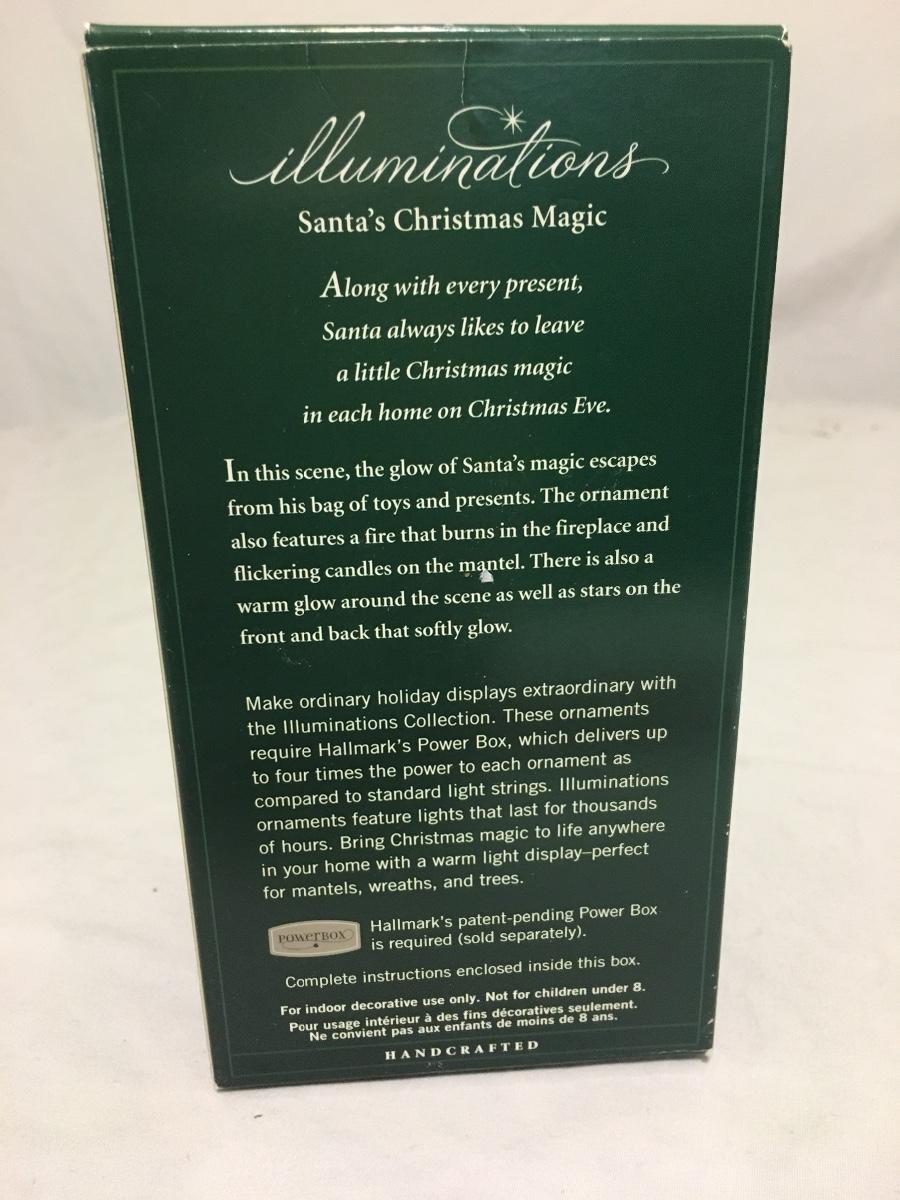 illuminations
Santa's Christmas Magic
Along with every present,
Santa always likes to leave
a little Christmas magic
in each home on Christmas Eve.
In this scene, the glow of Santa's magic escapes
from his bag of toys and presents. The ornament
also features a fire that burns in the fireplace and
flickering candles on the mantel. There is also a
warm glow around the scene as well as stars on the
front and back that softly glow.
Make ordinary holiday displays extraordinary with
the Illuminations Collection. These ornaments
require Hallmark's Power Box, which delivers up
to four times the power to each ornament as
compared to standard light strings. Illuminations
ornaments feature lights that last for thousands
of hours. Bring Christmas magic to life anywhere
in your home with a warm light display–perfect
for mantels, wreaths, and trees.
POWERBOX
Hallmark's patent-pending Power Box
is required (sold separately).
Complete instructions enclosed inside this box.
For indoor decorative use only. Not for children under 8.
Pour usage intérieur à des fins décoratives seulement.
Ne convient pas aux enfants de moins de 8 ans.
HANDCRAFTED